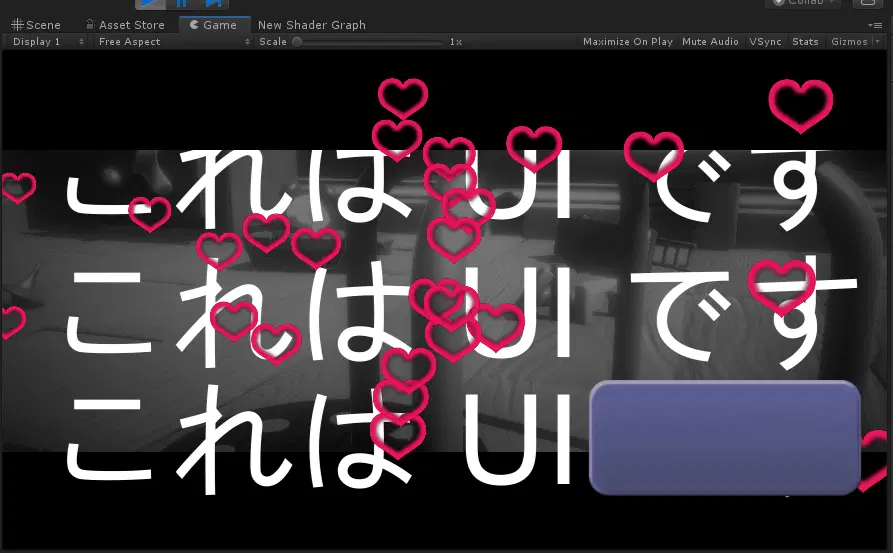 Collab
Scene Asset Store Game New Shader Graph
Display 1 Free Aspect Scale 1x Maximize On Play Mute Audio VSync Stats Gizmos
これは UI です
これは UI です
これは UI